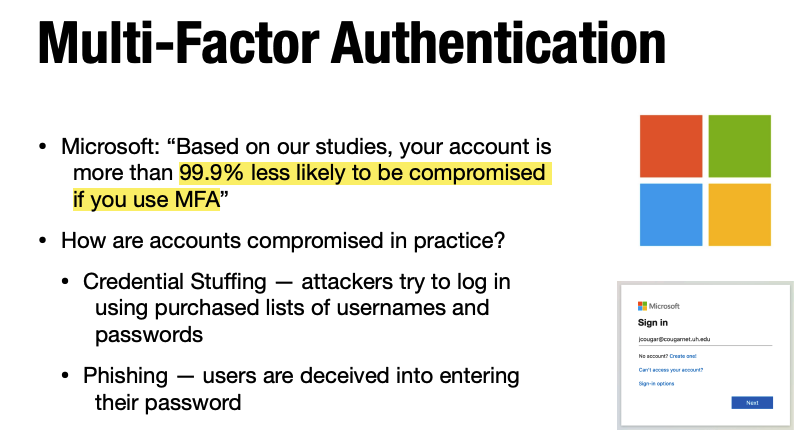 Multi-Factor Authentication
• Microsoft: “Based on our studies, your account is
more than 99.9% less likely to be compromised
if you use MFA”
• How are accounts compromised in practice?
• Credential Stuffing — attackers try to log in
using purchased lists of usernames and
passwords
• Phishing — users are deceived into entering
their password
Microsoft
Sign in
jcougar@cougarnet.uh.edu
No account? Create one!
Can't access your account?
Sign-in options
Next